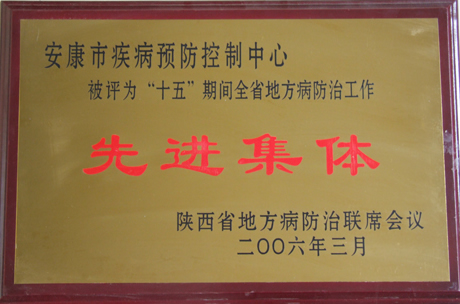 安康市疾病预防控制中心
被评为“十五”期间全省地方病防治工作
先进集体
陕西省地方病防治联席会议
二〇〇六年三月